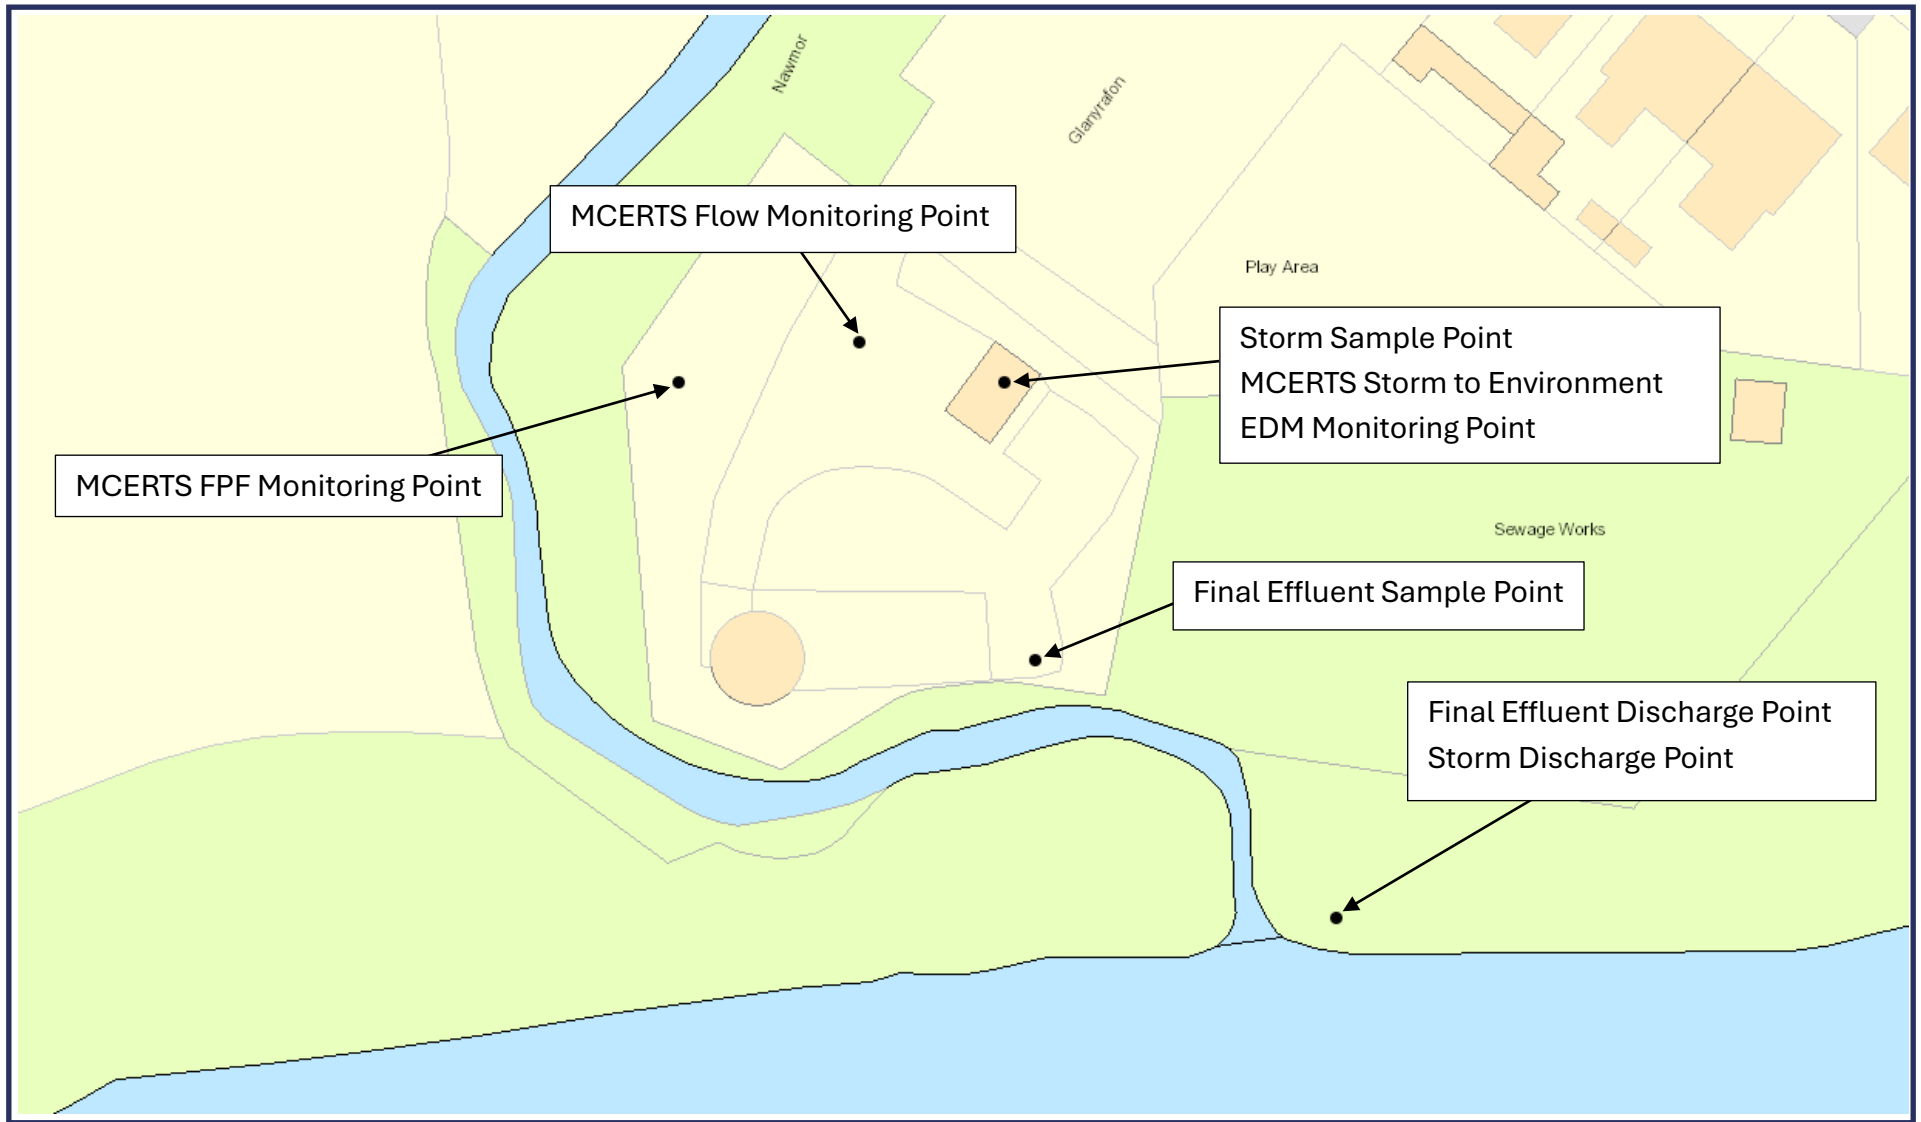 Nawmor
Glanyrafon
MCERTS Flow Monitoring Point
Play Area
Storm Sample Point
MCERTS Storm to Environment
EDM Monitoring Point
MCERTS FPF Monitoring Point
Sewage Works
Final Effluent Sample Point
Final Effluent Discharge Point
Storm Discharge Point